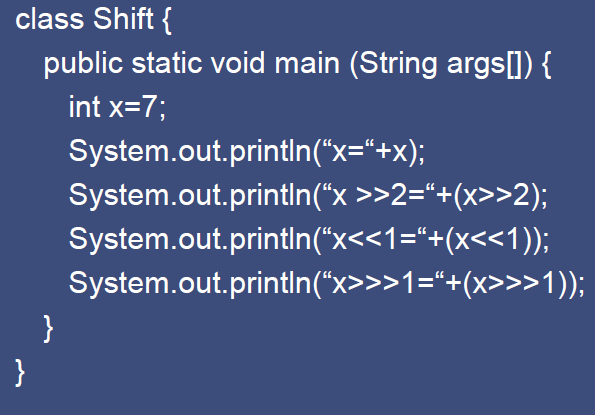 class Shift {
public static void main (String args[]) {
int x=7;
System.out.println(“x=“+x);
System.out.println(“x >>2=“+(x>>2);
System.out.println(“x<<1=“+(x<<1));
System.out.println(“x>>>1=“+(x>>>1));
}
}